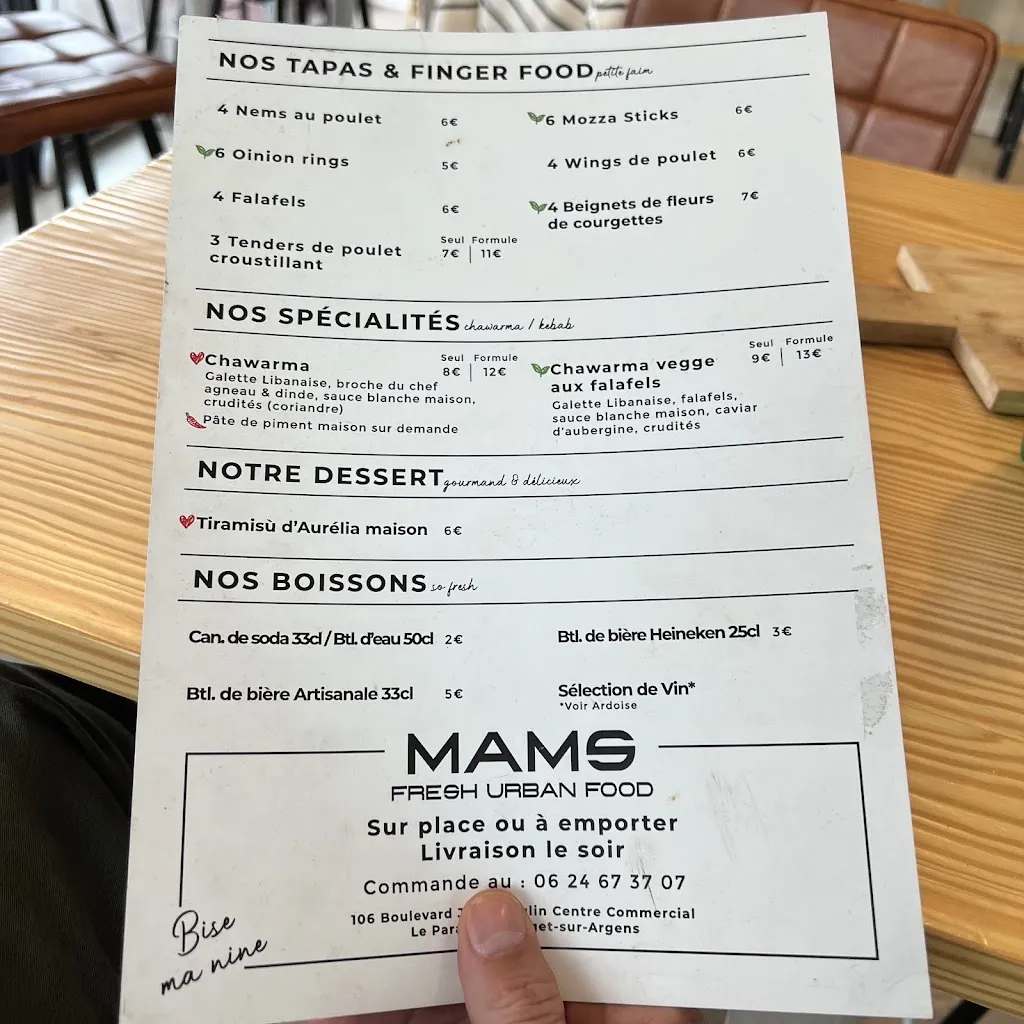 NOS TAPAS & FINGER FOOD petite faim
4 Nems au poulet 6€
6 Oinion rings 5€
4 Falafels 6€
3 Tenders de poulet
croustillant
Seul Formule
7€ | 11€
6 Mozza Sticks 6€
4 Wings de poulet 6€
4 Beignets de fleurs
de courgettes
7€
NOS SPÉCIALITÉS chawarma / kebab
Chawarma
Seul Formule
8€ | 12€
Galette Libanaise, broche du chef
agneau & dinde, sauce blanche maison,
crudités (coriandre)
Pâte de piment maison sur demande
Chawarma vegge
aux falafels
Seul Formule
9€ | 13€
Galette Libanaise, falafels,
sauce blanche maison, caviar
d'aubergine, crudités
NOTRE DESSERT gourmand & délicieux
Tiramisù d'Aurélia maison 6€
NOS BOISSONS so fresh
Can. de soda 33cl / Btl. d'eau 50cl 2€
Btl. de bière Heineken 25cl 3€
Btl. de bière Artisanale 33cl 5€
Sélection de Vin*
*Voir Ardoise
MAMS
FRESH URBAN FOOD
Sur place ou à emporter
Livraison le soir
Commande au : 06 24 67 37 07
106 Boulevard Centre Commercial
Le
Bise
ma nine